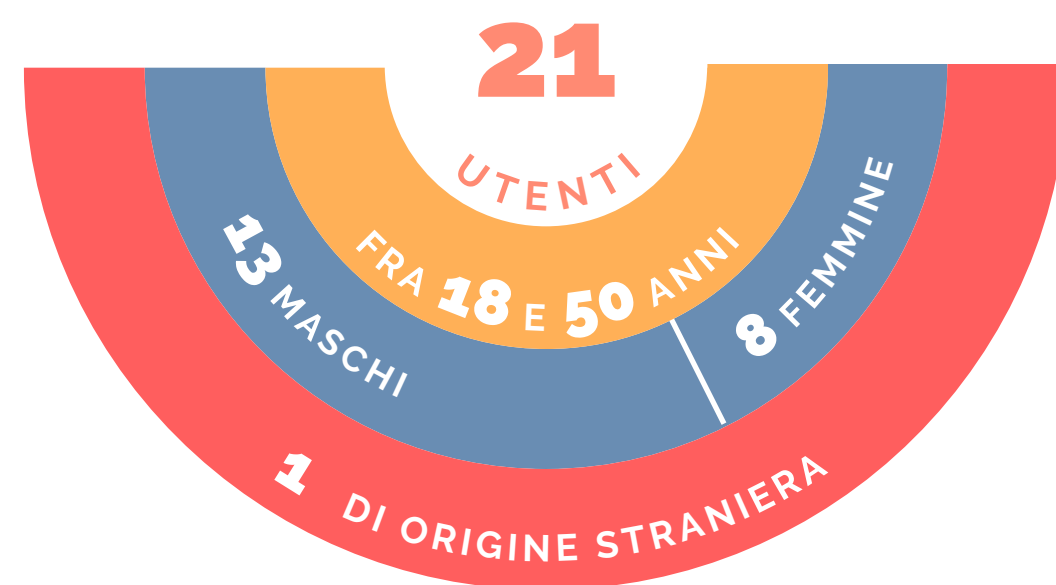 21
UTENTI
FRA 18 E 50 ANNI
13 MASCHI
8 FEMMINE
1 DI ORIGINE STRANIERA